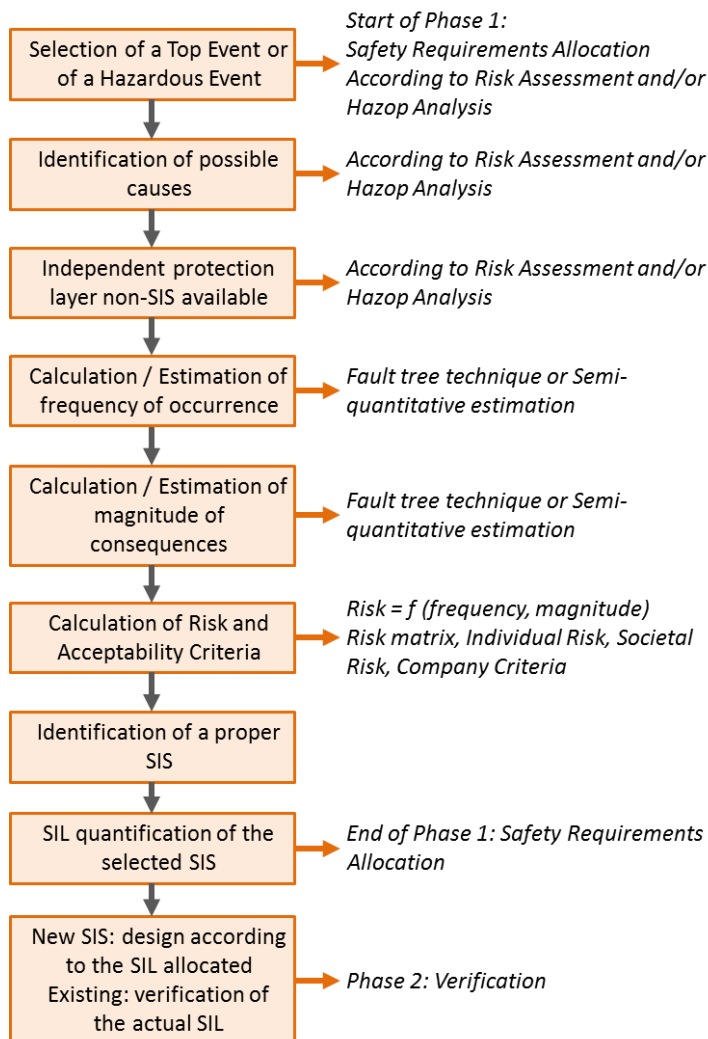 Selection of a Top Event or
of a Hazardous Event
Start of Phase 1:
Safety Requirements Allocation
According to Risk Assessment and/or
Hazop Analysis
Identification of possible
causes
According to Risk Assessment and/or
Hazop Analysis
Independent protection
layer non-SIS available
According to Risk Assessment and/or
Hazop Analysis
Calculation / Estimation of
frequency of occurrence
Fault tree technique or Semi-
quantitative estimation
Calculation / Estimation of
magnitude of
consequences
Fault tree technique or Semi-
quantitative estimation
Calculation of Risk and
Acceptability Criteria
Risk = f (frequency, magnitude)
Risk matrix, Individual Risk, Societal
Risk, Company Criteria
Identification of a proper
SIS
SIL quantification of the
selected SIS
End of Phase 1: Safety Requirements
Allocation
New SIS: design according
to the SIL allocated
Existing: verification of
the actual SIL
Phase 2: Verification